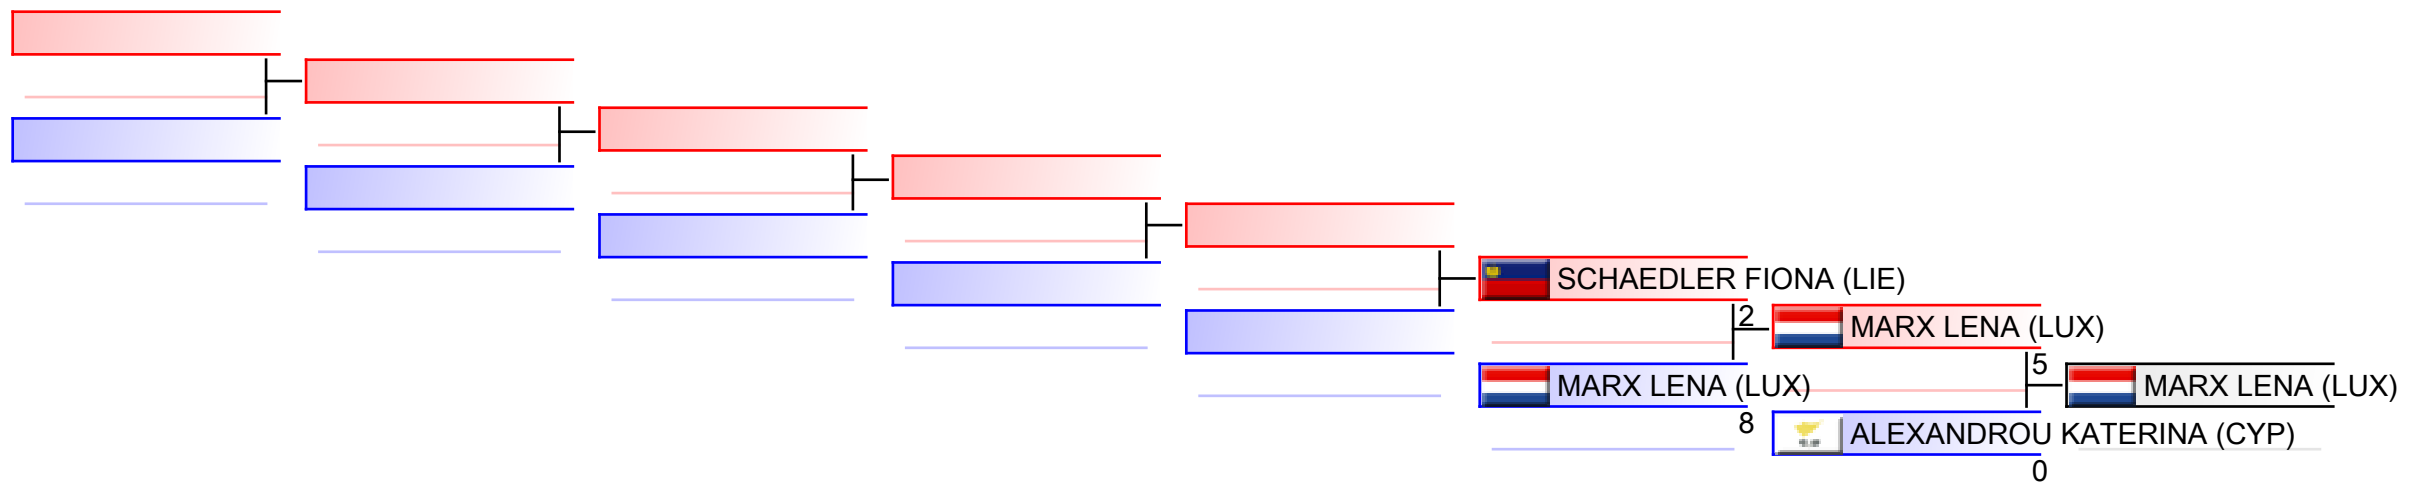 SCHAEDLER FIONA (LIE)
2
MARX LENA (LUX)
8
MARX LENA (LUX)
5
ALEXANDROU KATERINA (CYP)
0
MARX LENA (LUX)